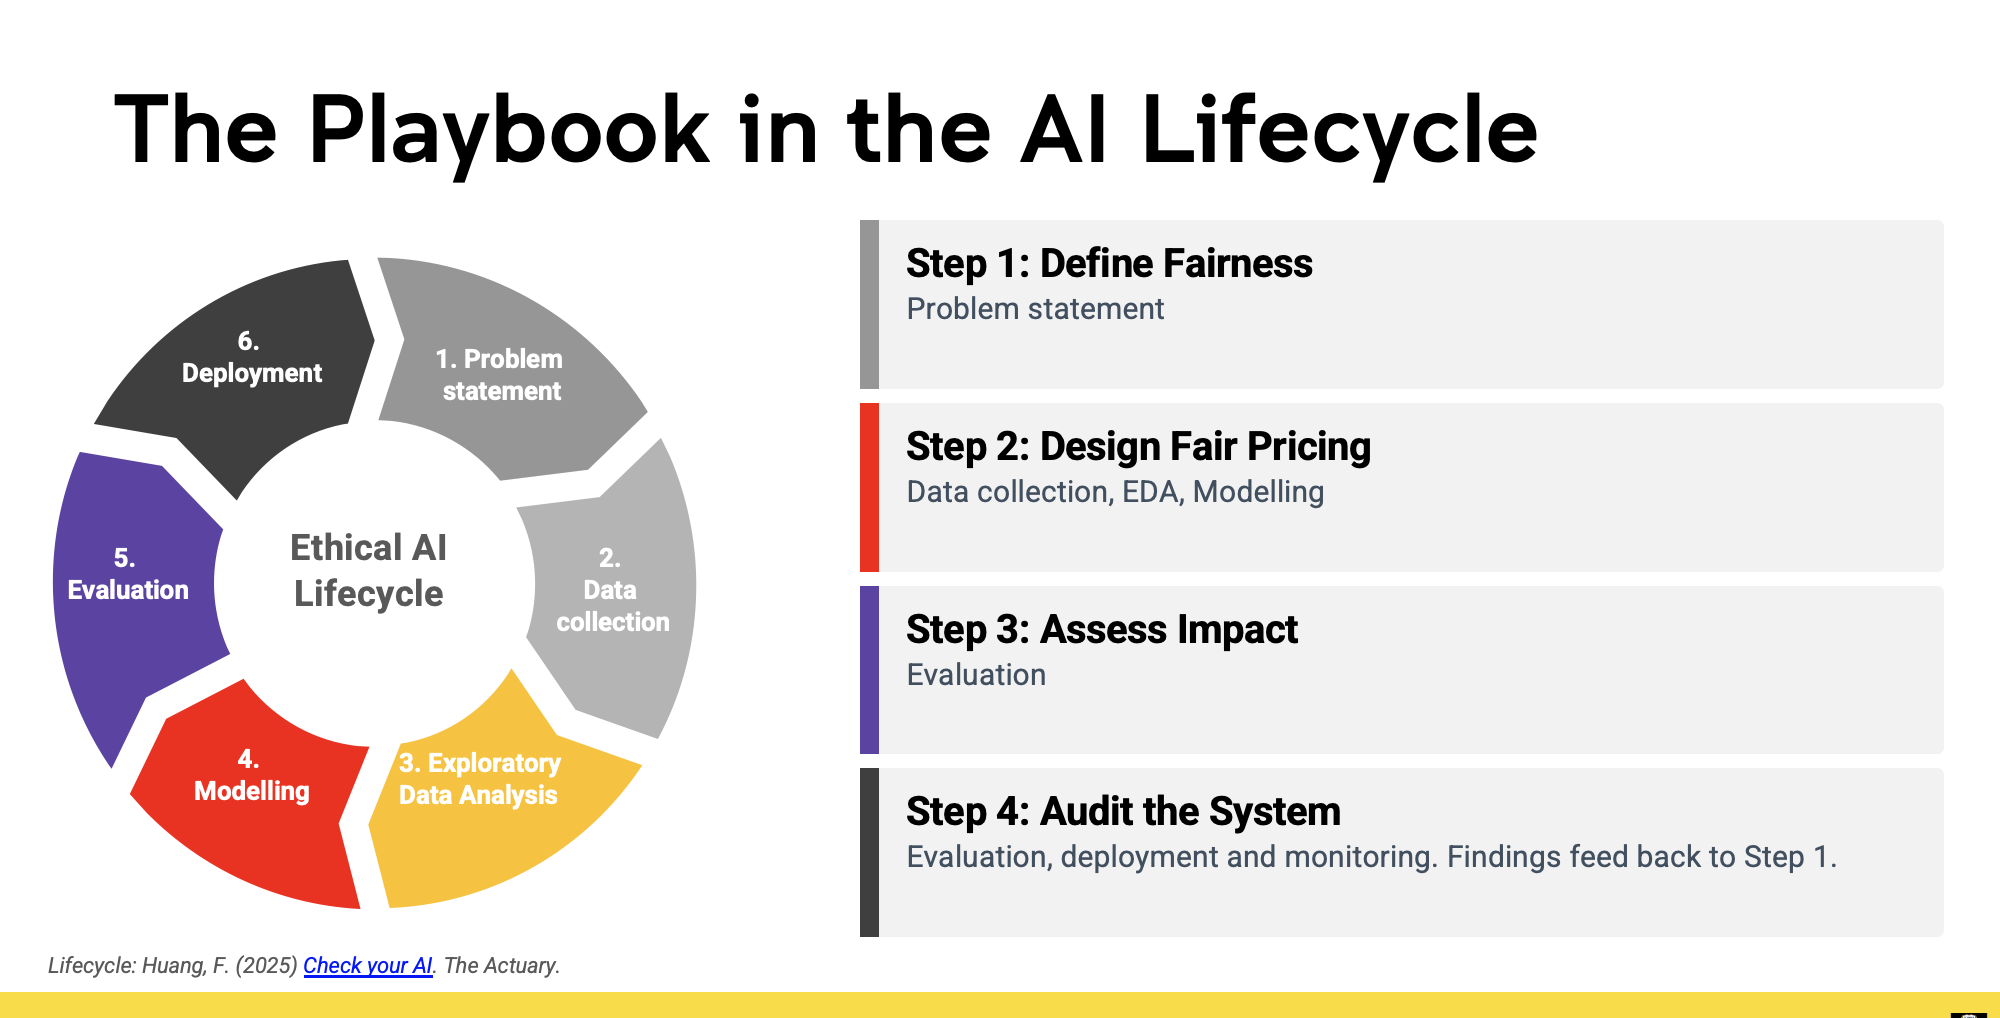 The Playbook in the AI Lifecycle
6.
Deployment
1. Problem
statement
5.
Evaluation
Ethical AI
Lifecycle
2.
Data
collection
4.
Modelling
3. Exploratory
Data Analysis
Lifecycle: Huang, F. (2025) Check your AI. The Actuary.
Step 1: Define Fairness
Problem statement
Step 2: Design Fair Pricing
Data collection, EDA, Modelling
Step 3: Assess Impact
Evaluation
Step 4: Audit the System
Evaluation, deployment and monitoring. Findings feed back to Step 1.